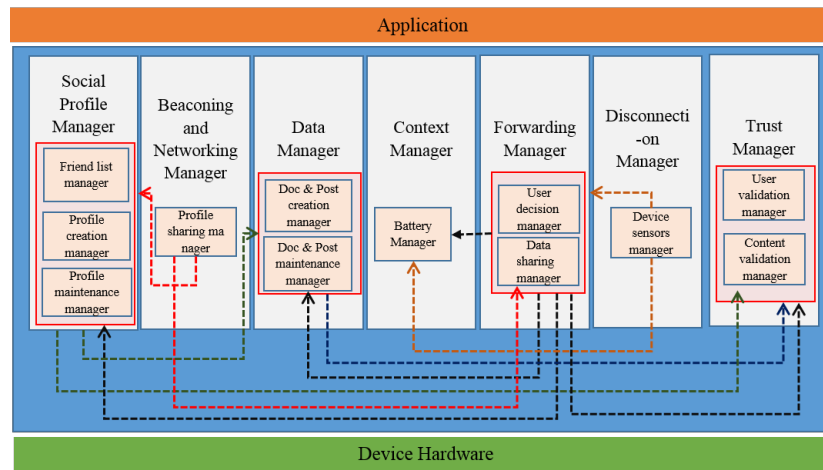 Application
Social
Profile
Manager
Friend list
manager
Profile
creation
manager
Profile
maintenance
manager
Beaconing
and
Networking
Manager
Profile
sharing ma
nager
Data
Manager
Doc & Post
creation manager
Doc & Post
maintenance
manager
Context
Manager
Battery
Manager
Forwarding
Manager
User
decision
manager
Data
sharing
manager
Disconnecti
-on
Manager
Device
sensors
manager
Trust
Manager
User
validation
manager
Content
validation
manager
Device Hardware